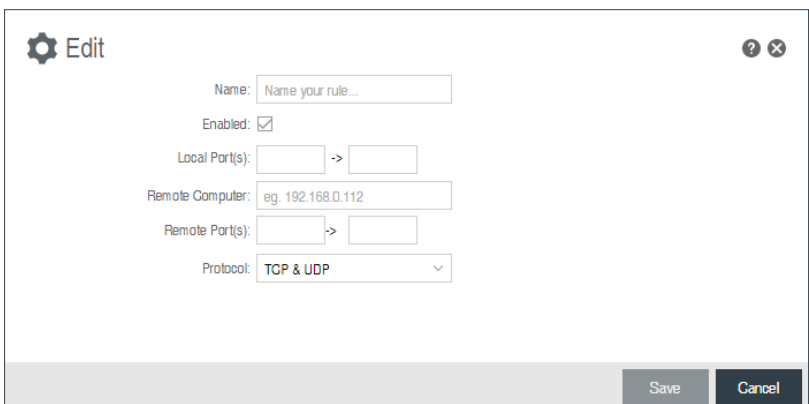 Edit
Name: Name your rule...
Enabled:
Local Port(s): ->
Remote Computer: eg. 192.168.0.112
Remote Port(s): ->
Protocol: TCP & UDP
Save Cancel